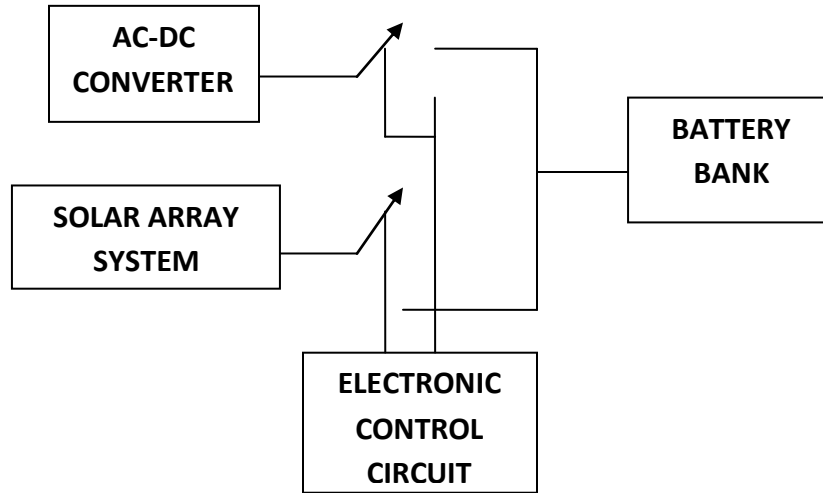 AC-DC
CONVERTER
BATTERY
BANK
SOLAR ARRAY
SYSTEM
ELECTRONIC
CONTROL
CIRCUIT